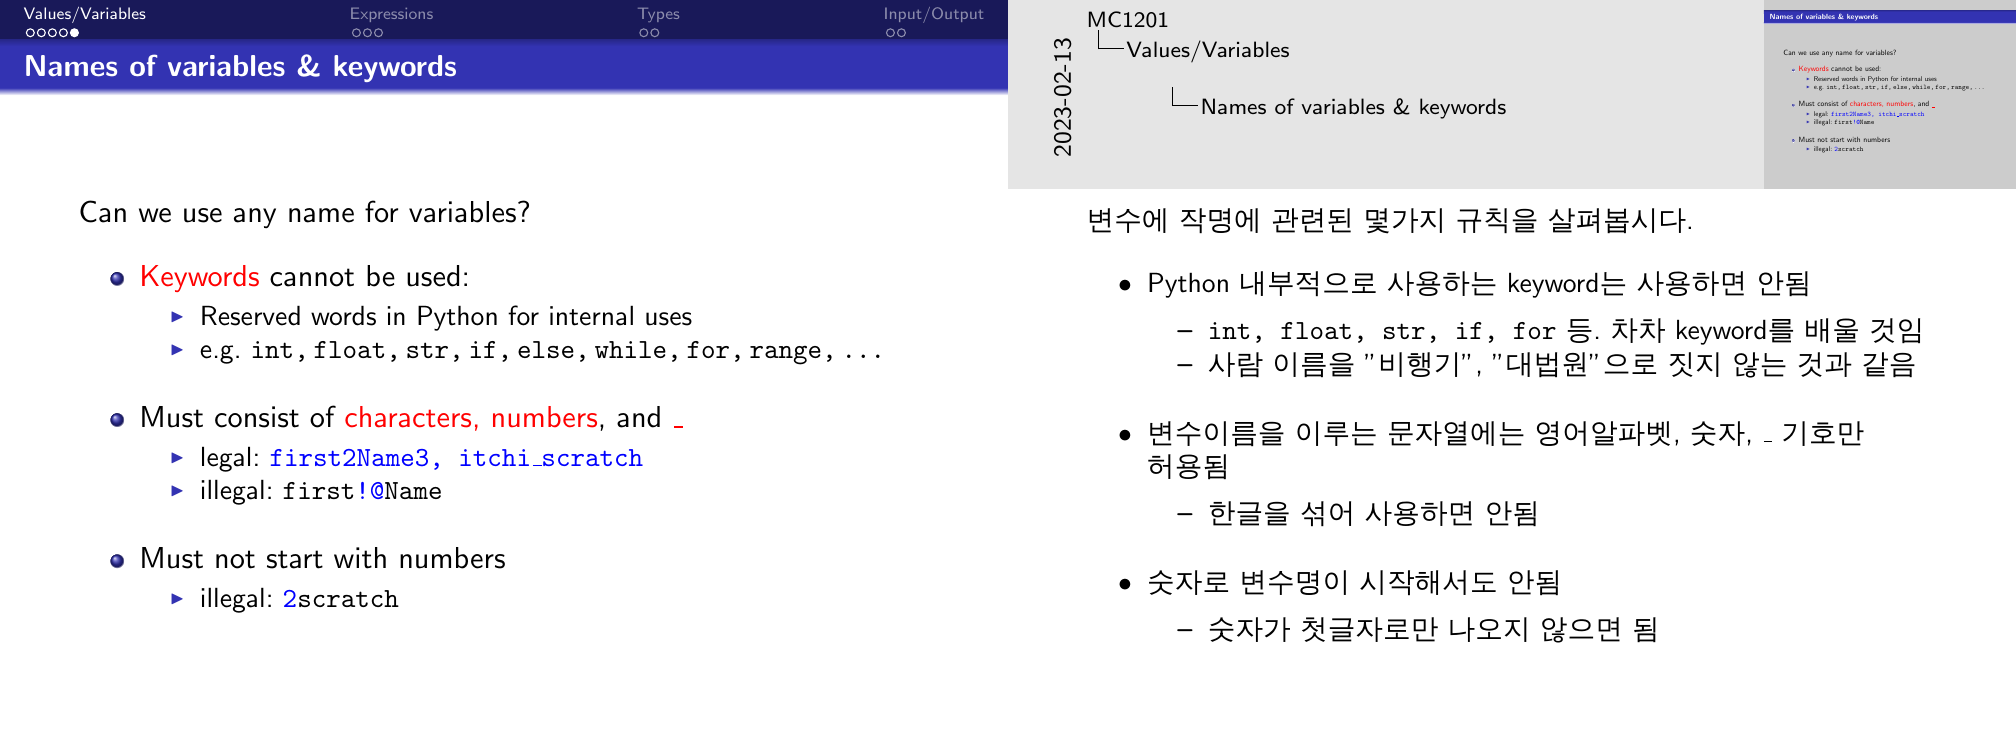 Values/Variables Expressions Types Input/Output
Names of variables & keywords
Can we use any name for variables?
Keywords cannot be used:
Reserved words in Python for internal uses
e.g. int, float, str, if, else, while, for, range, ...
Must consist of characters, numbers, and _
legal: first2Name3, itchi_scratch
illegal: first!@Name
Must not start with numbers
illegal: 2scratch
2023-02-13
MC1201
Values/Variables
Names of variables & keywords
Names of variables & keywords
Can we use any name for variables?
Keywords cannot be used:
Reserved words in Python for internal uses
e.g. int, float, str, if, else, while, for, range, ...
Must consist of characters, numbers, and _
legal: first2Name3, itchi_scratch
illegal: first!@Name
Must not start with numbers
illegal: 2scratch
변수에 작명에 관련된 몇가지 규칙을 살펴봅시다.
• Python 내부적으로 사용하는 keyword는 사용하면 안됨
– int, float, str, if, for 등. 차차 keyword를 배울 것임
– 사람 이름을 ”비행기”, ”대법원”으로 짓지 않는 것과 같음
• 변수이름을 이루는 문자열에는 영어알파벳, 숫자, _ 기호만
허용됨
– 한글을 섞어 사용하면 안됨
• 숫자로 변수명이 시작해서도 안됨
– 숫자가 첫글자로만 나오지 않으면 됨